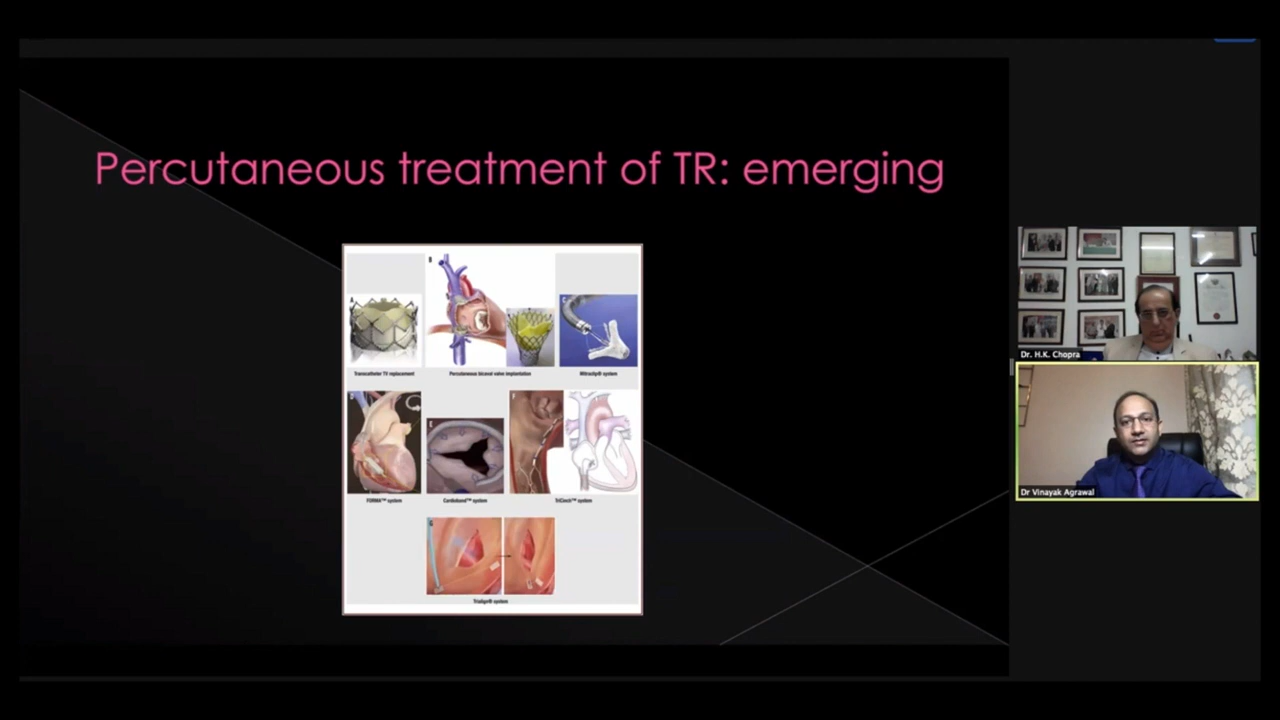 Percutaneous treatment of TR: emerging
A
B
C
Transcatheter TV replacement
Percutaneous bicaval valve implantation
Mitraclip® system
D
E
F
FORMA™ system
Cardioband™ system
TriCinch™ system
G
Trialign® system
Dr. H.K. Chopra
Dr Vinayak Agrawal